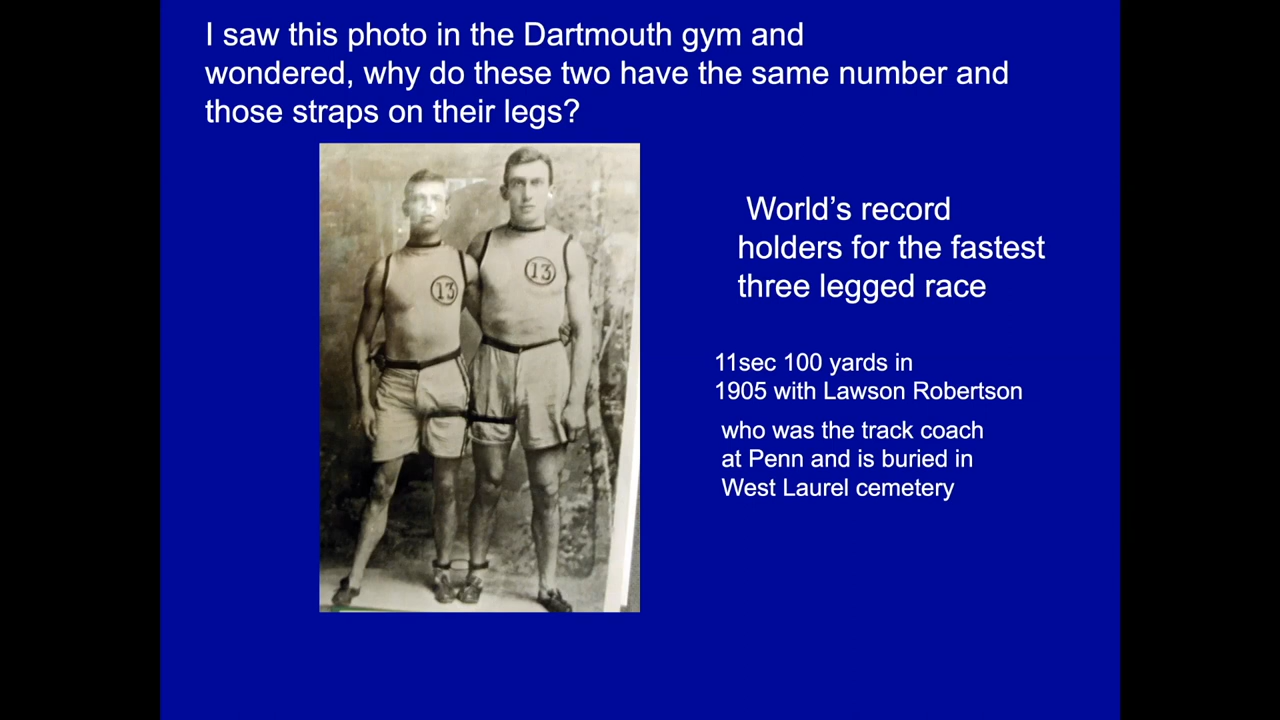 I saw this photo in the Dartmouth gym and
wondered, why do these two have the same number and
those straps on their legs?
13
13
World’s record
holders for the fastest
three legged race
11sec 100 yards in
1905 with Lawson Robertson
who was the track coach
at Penn and is buried in
West Laurel cemetery